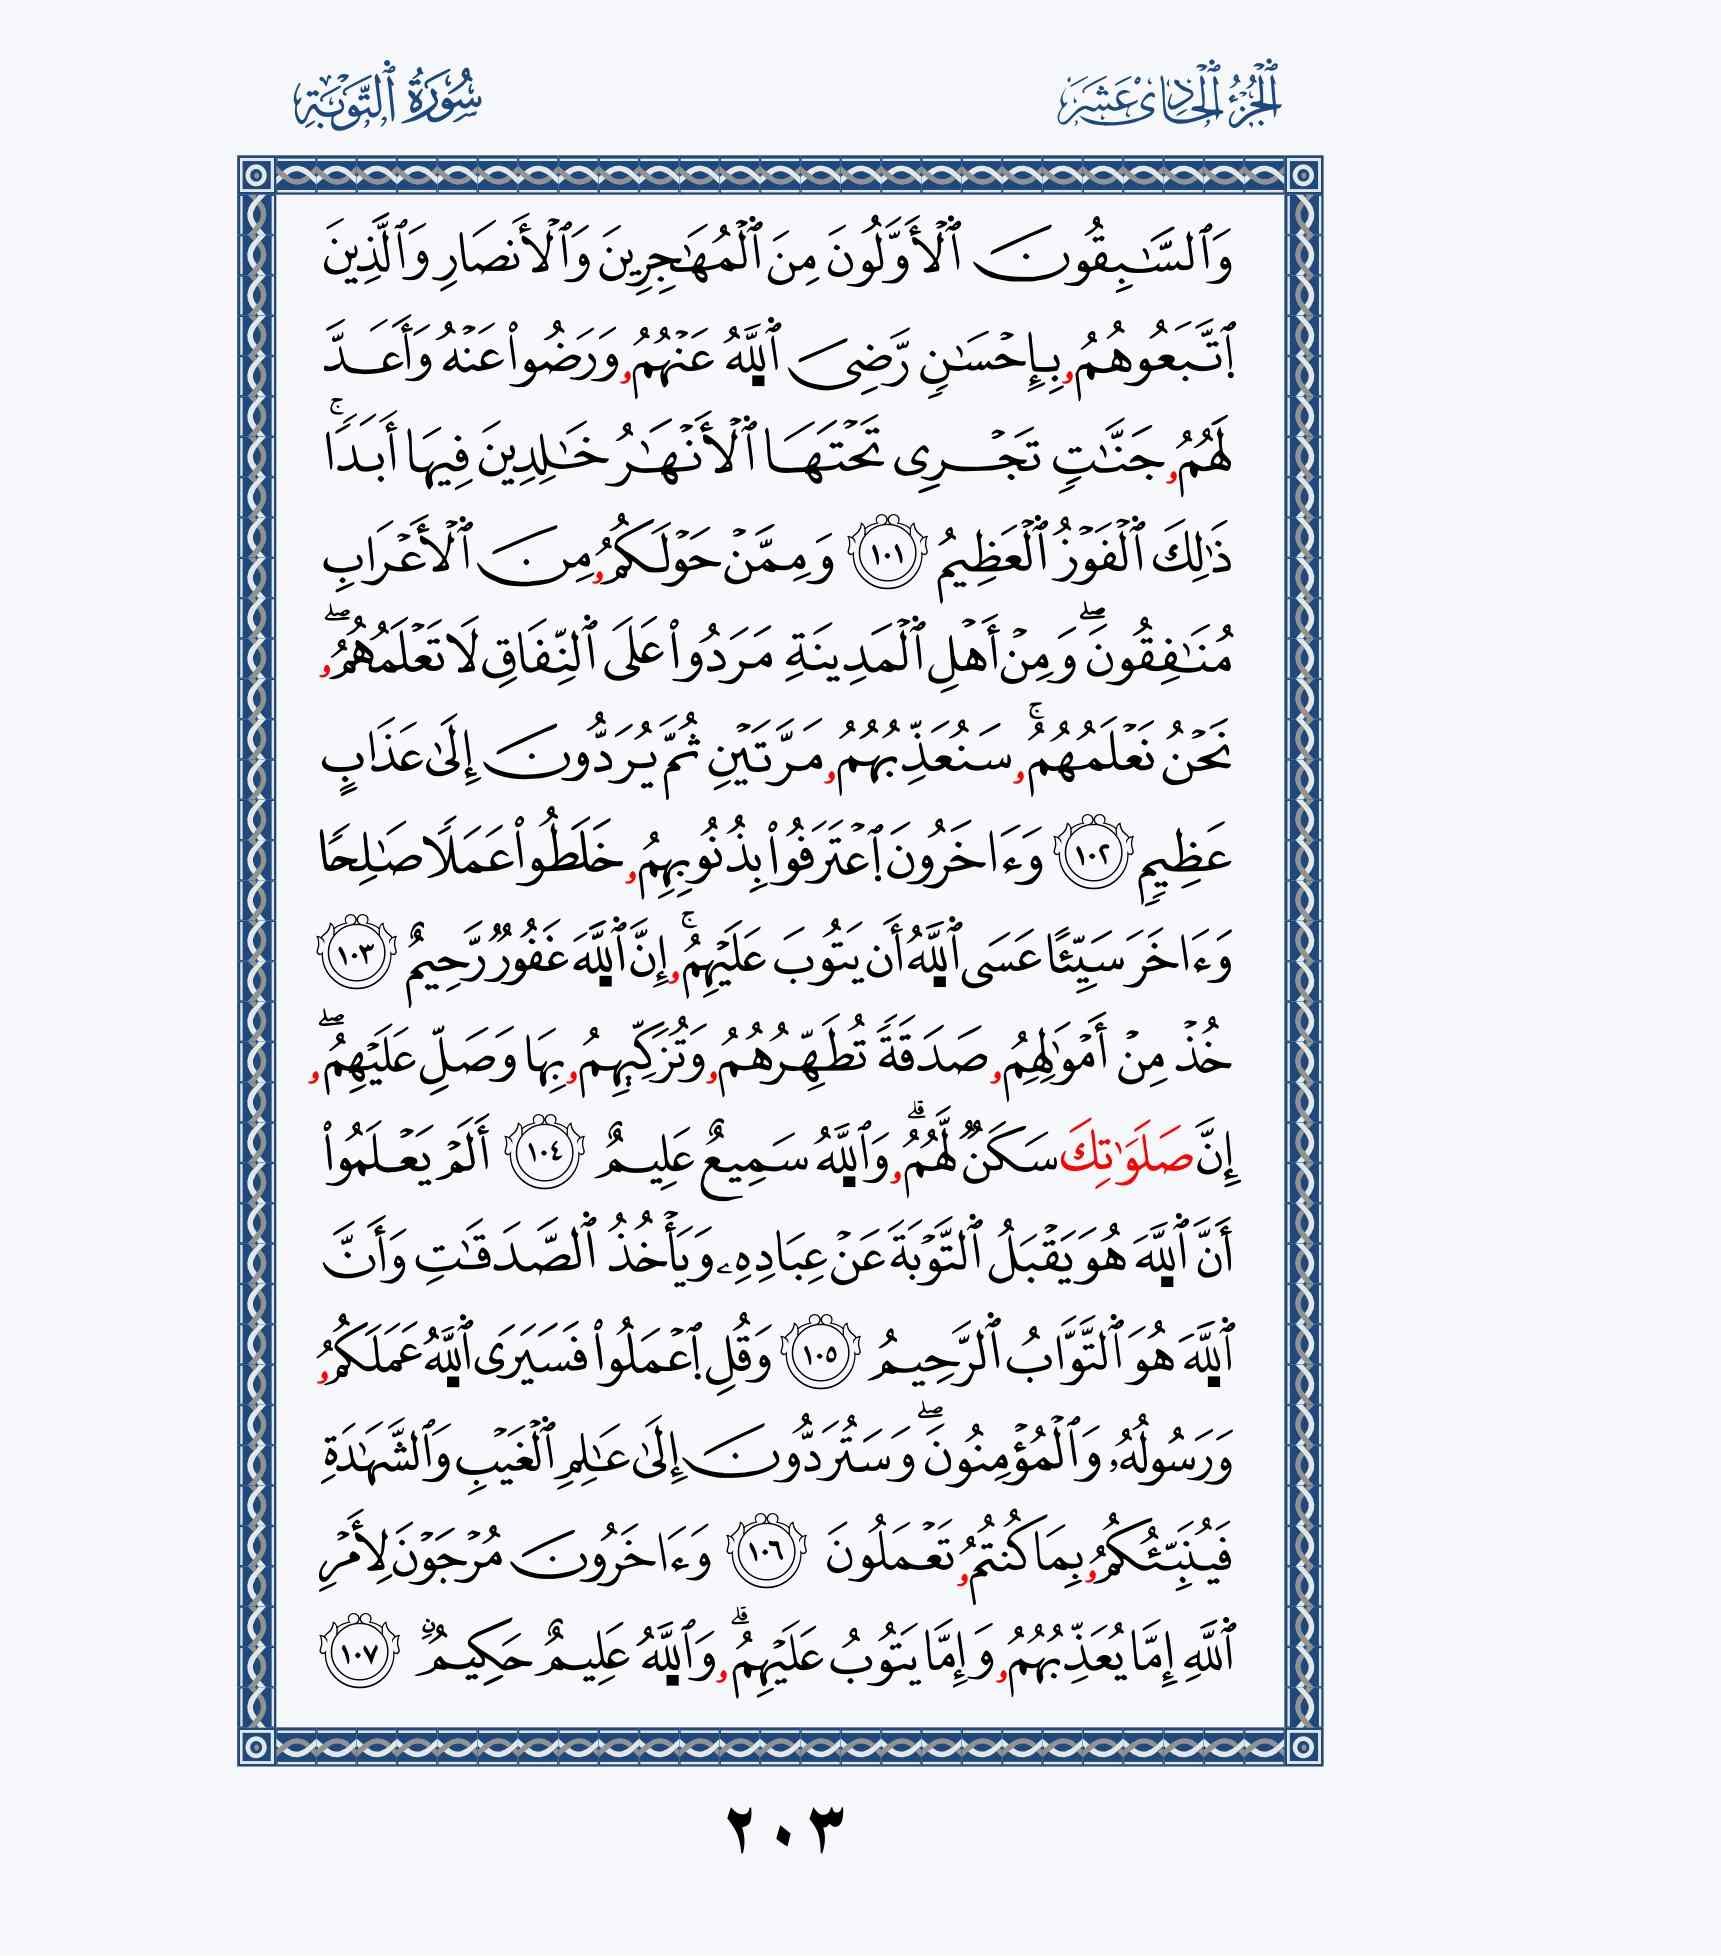 ٱلْجُزْءُ ٱلْحَادِى عَشَرَ
سُورَةُ ٱلتَّوْبَةِ
وَٱلسَّٰبِقُونَ ٱلْأَوَّلُونَ مِنَ ٱلْمُهَٰجِرِينَ وَٱلْأَنصَارِ وَٱلَّذِينَ
ٱتَّبَعُوهُمُۥ بِإِحْسَٰنٍ رَّضِىَ ٱللَّهُ عَنْهُمُۥ وَرَضُواْ عَنْهُ وَأَعَدَّ
لَهُمُۥ جَنَّٰتٍ تَجْرِى تَحْتَهَا ٱلْأَنْهَٰرُ خَٰلِدِينَ فِيهَا أَبَدًاۚ
ذَٰلِكَ ٱلْفَوْزُ ٱلْعَظِيمُ ١٠١ وَمِمَّنْ حَوْلَكُمُۥ مِنَ ٱلْأَعْرَابِ
مُنَٰفِقُونَۖ وَمِنْ أَهْلِ ٱلْمَدِينَةِ مَرَدُواْ عَلَى ٱلنِّفَاقِ لَا تَعْلَمُهُمُۥۖ
نَحْنُ نَعْلَمُهُمُۥۚ سَنُعَذِّبُهُمُۥ مَرَّتَيْنِ ثُمَّ يُرَدُّونَ إِلَىٰ عَذَابٍ
عَظِيمٍ ١٠٢ وَءَاخَرُونَ ٱعْتَرَفُواْ بِذُنُوبِهِمُۥ خَلَطُواْ عَمَلًا صَٰلِحًا
وَءَاخَرَ سَيِّئًا عَسَى ٱللَّهُ أَن يَتُوبَ عَلَيْهِمُۥۚ إِنَّ ٱللَّهَ غَفُورٌ رَّحِيمٌ ١٠٣
خُذْ مِنْ أَمْوَٰلِهِمُۥ صَدَقَةً تُطَهِّرُهُمُۥ وَتُزَكِّيهِمُۥ بِهَا وَصَلِّ عَلَيْهِمُۥۖ
إِنَّ صَلَوَٰتِكَ سَكَنٌ لَّهُمُۥۗ وَٱللَّهُ سَمِيعٌ عَلِيمٌ ١٠٤ أَلَمْ يَعْلَمُواْ
أَنَّ ٱللَّهَ هُوَ يَقْبَلُ ٱلتَّوْبَةَ عَنْ عِبَادِهِۦ وَيَأْخُذُ ٱلصَّدَقَٰتِ وَأَنَّ
ٱللَّهَ هُوَ ٱلتَّوَّابُ ٱلرَّحِيمُ ١٠٥ وَقُلِ ٱعْمَلُواْ فَسَيَرَى ٱللَّهُ عَمَلَكُمُۥ
وَرَسُولُهُۥ وَٱلْمُؤْمِنُونَۖ وَسَتُرَدُّونَ إِلَىٰ عَٰلِمِ ٱلْغَيْبِ وَٱلشَّهَٰدَةِ
فَيُنَبِّئُكُمُۥ بِمَا كُنتُمُۥ تَعْمَلُونَ ١٠٦ وَءَاخَرُونَ مُرْجَوْنَ لِأَمْرِ
ٱللَّهِ إِمَّا يُعَذِّبُهُمُۥ وَإِمَّا يَتُوبُ عَلَيْهِمُۥۗ وَٱللَّهُ عَلِيمٌ حَكِيمٌ ١٠٧
٢٠٣